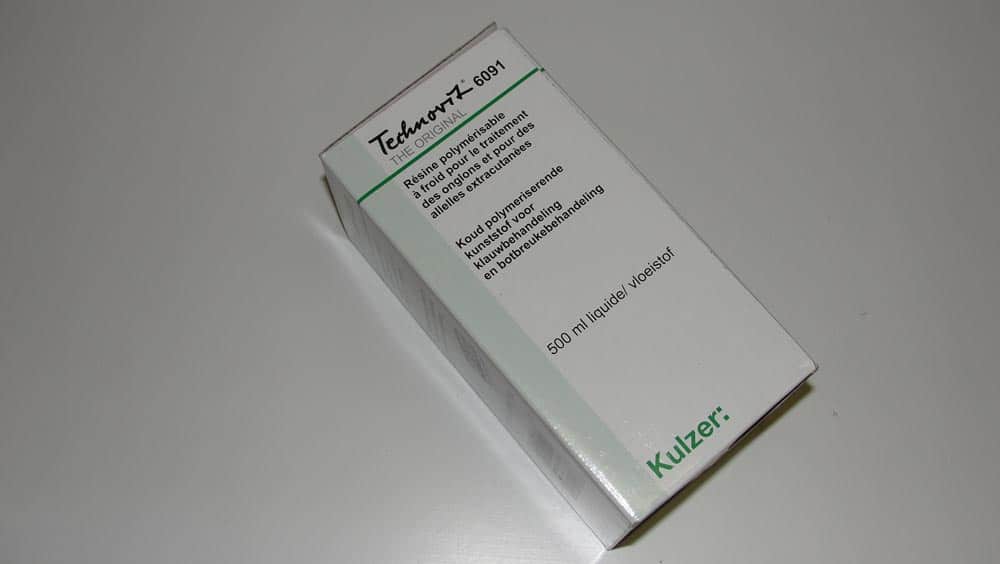 Technovit® 6091
THE ORIGINAL
Résine polymérisable
à froid pour le traitement
des onglons et pour des
allelles extracutanées
Koud polymeriserende
kunststof voor
klauwbehandeling
en botbreukebehandeling
500 ml liquide/ vloeistof
Kulzer: